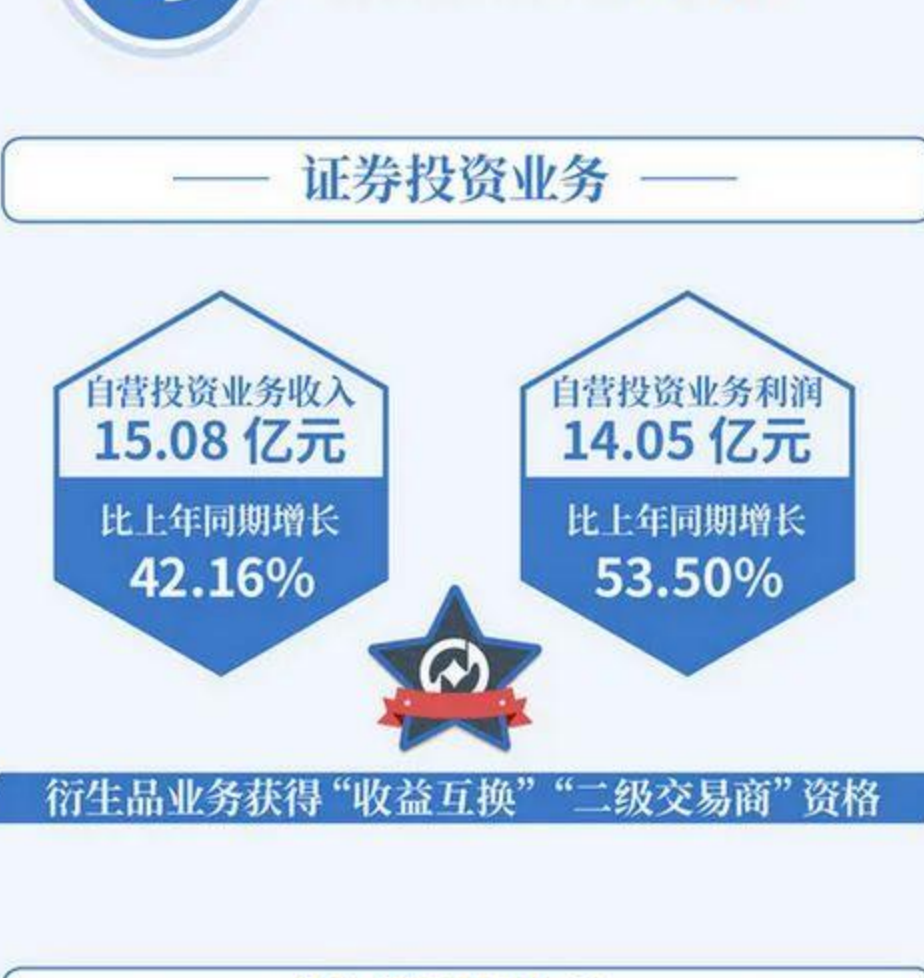 证券投资业务
自营投资业务收入
15.08 亿元
比上年同期增长
42.16%
自营投资业务利润
14.05 亿元
比上年同期增长
53.50%
衍生品业务获得“收益互换”“二级交易商”资格